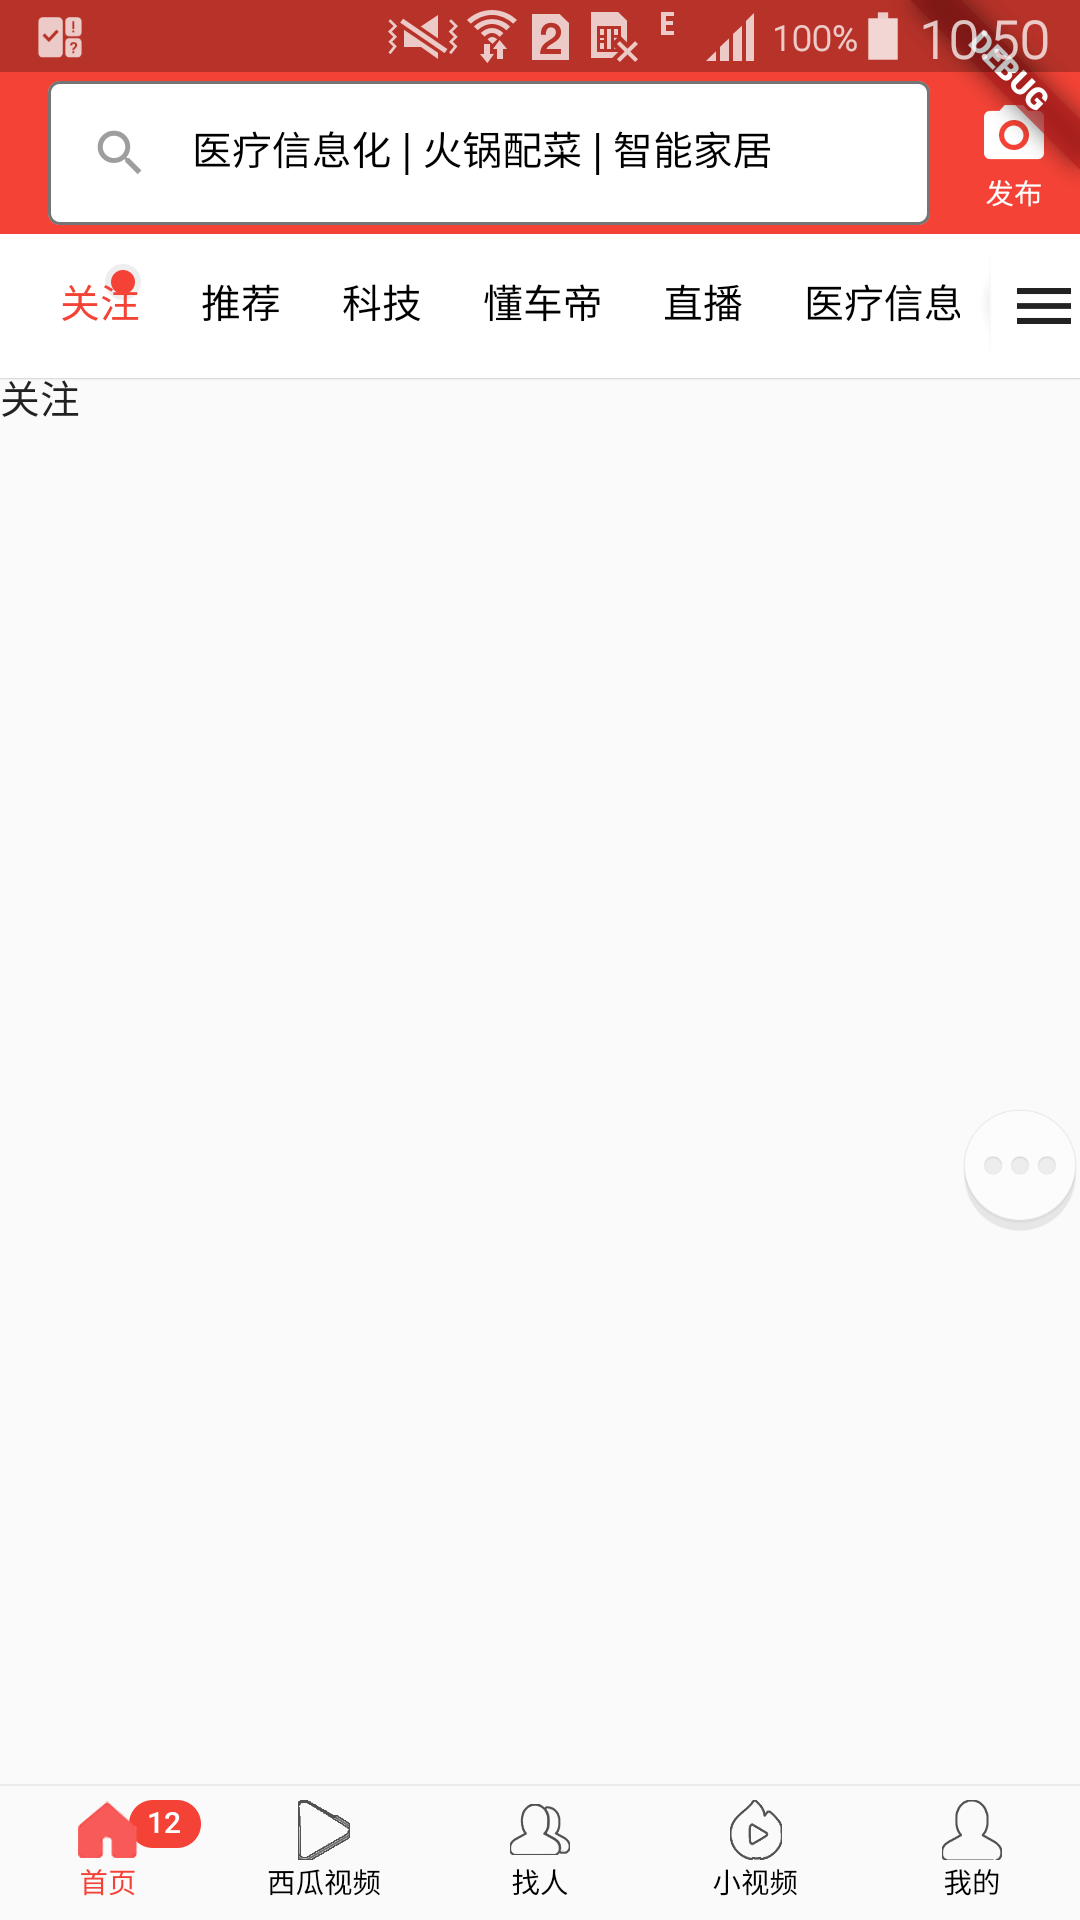 2 E 100% 10:50
DEBUG
医疗信息化 | 火锅配菜 | 智能家居
发布
关注 推荐 科技 懂车帝 直播 医疗信息
关注
12
首页 西瓜视频 找人 小视频 我的